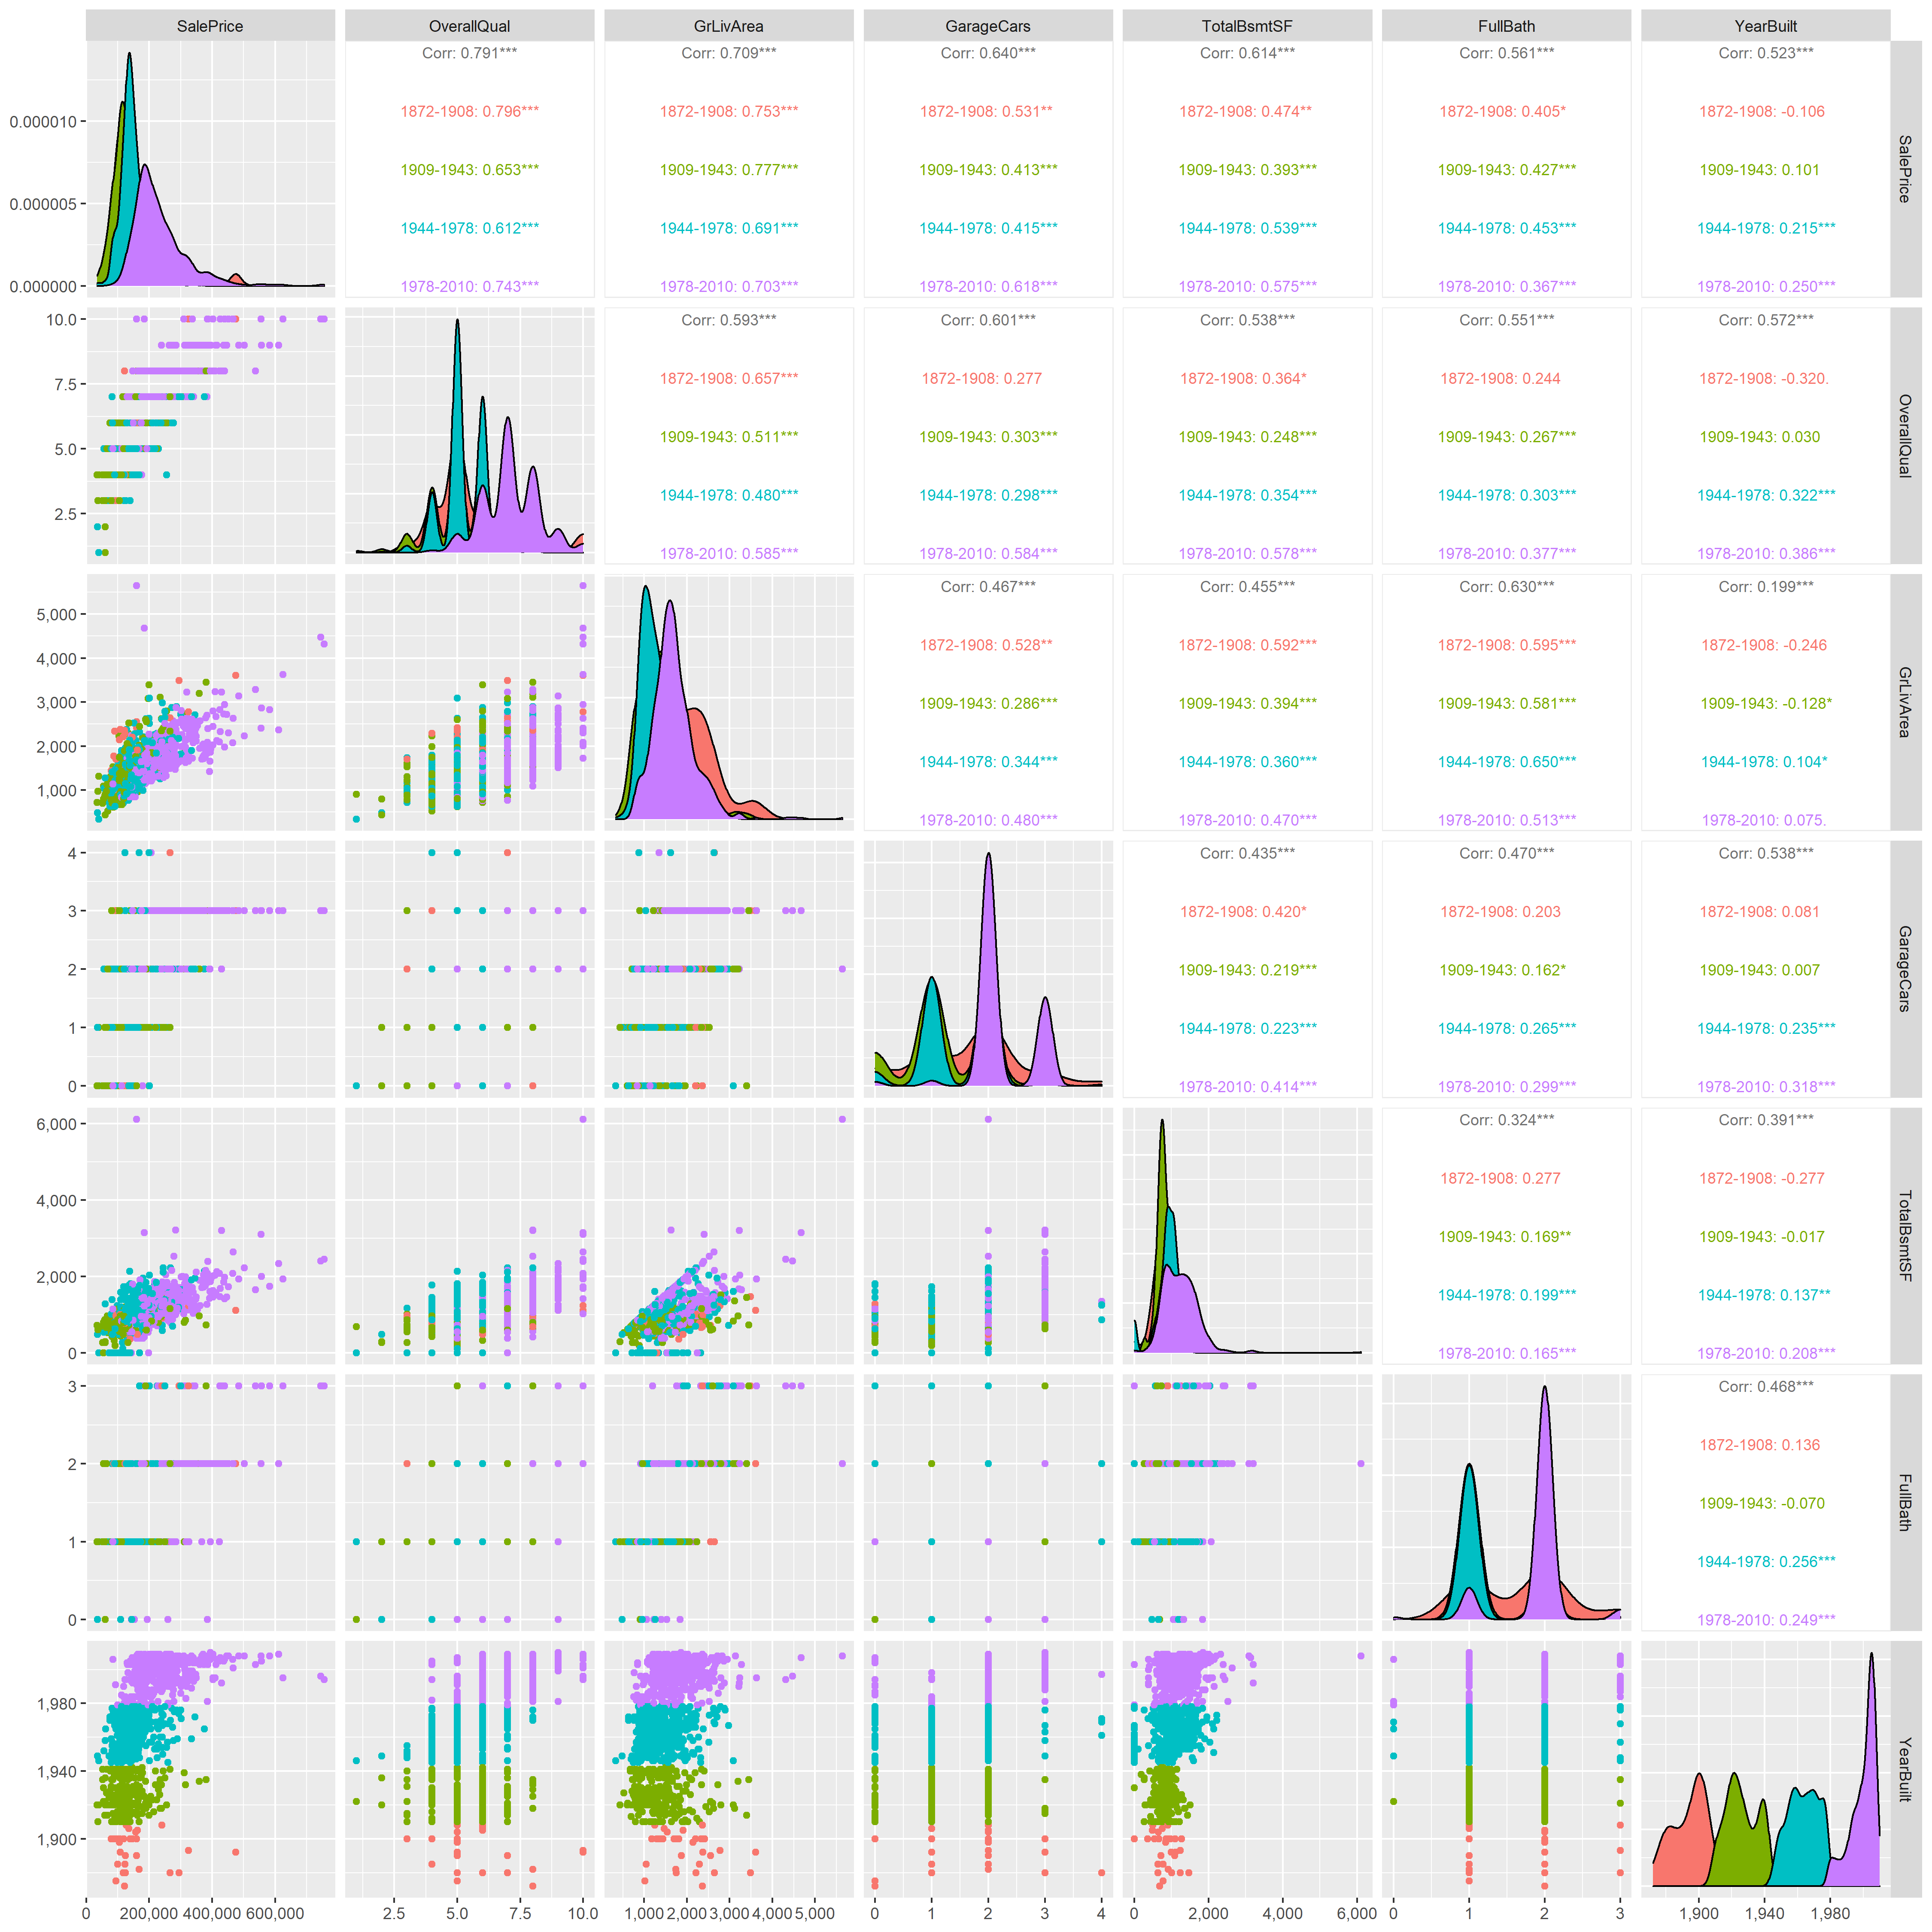 SalePrice OverallQual GrLivArea GarageCars TotalBsmtSF FullBath YearBuilt
Corr: 0.791*** Corr: 0.709*** Corr: 0.640*** Corr: 0.614*** Corr: 0.561*** Corr: 0.523***
1872-1908: 0.796*** 1872-1908: 0.753*** 1872-1908: 0.531** 1872-1908: 0.474** 1872-1908: 0.405* 1872-1908: -0.106
0.000010
1909-1943: 0.653*** 1909-1943: 0.777*** 1909-1943: 0.413*** 1909-1943: 0.393*** 1909-1943: 0.427*** 1909-1943: 0.101
SalePrice
0.000005
1944-1978: 0.612*** 1944-1978: 0.691*** 1944-1978: 0.415*** 1944-1978: 0.539*** 1944-1978: 0.453*** 1944-1978: 0.215***
0.000000 1978-2010: 0.743*** 1978-2010: 0.703*** 1978-2010: 0.618*** 1978-2010: 0.575*** 1978-2010: 0.367*** 1978-2010: 0.250***
10.0 Corr: 0.593*** Corr: 0.601*** Corr: 0.538*** Corr: 0.551*** Corr: 0.572***
7.5 1872-1908: 0.657*** 1872-1908: 0.277 1872-1908: 0.364* 1872-1908: 0.244 1872-1908: -0.320.
OverallQual
5.0 1909-1943: 0.511*** 1909-1943: 0.303*** 1909-1943: 0.248*** 1909-1943: 0.267*** 1909-1943: 0.030
2.5 1944-1978: 0.480*** 1944-1978: 0.298*** 1944-1978: 0.354*** 1944-1978: 0.303*** 1944-1978: 0.322***
1978-2010: 0.585*** 1978-2010: 0.584*** 1978-2010: 0.578*** 1978-2010: 0.377*** 1978-2010: 0.386***
Corr: 0.467*** Corr: 0.455*** Corr: 0.630*** Corr: 0.199***
5,000
1872-1908: 0.528** 1872-1908: 0.592*** 1872-1908: 0.595*** 1872-1908: -0.246
4,000
3,000 1909-1943: 0.286*** 1909-1943: 0.394*** 1909-1943: 0.581*** 1909-1943: -0.128*
GrLivArea
2,000 1944-1978: 0.344*** 1944-1978: 0.360*** 1944-1978: 0.650*** 1944-1978: 0.104*
1,000
1978-2010: 0.480*** 1978-2010: 0.470*** 1978-2010: 0.513*** 1978-2010: 0.075.
4 Corr: 0.435*** Corr: 0.470*** Corr: 0.538***
3 1872-1908: 0.420* 1872-1908: 0.203 1872-1908: 0.081
GarageCars
2 1909-1943: 0.219*** 1909-1943: 0.162* 1909-1943: 0.007
1 1944-1978: 0.223*** 1944-1978: 0.265*** 1944-1978: 0.235***
0 1978-2010: 0.414*** 1978-2010: 0.299*** 1978-2010: 0.318***
6,000 Corr: 0.324*** Corr: 0.391***
1872-1908: 0.277 1872-1908: -0.277
4,000
1909-1943: 0.169** 1909-1943: -0.017
TotalBsmtSF
2,000 1944-1978: 0.199*** 1944-1978: 0.137**
0 1978-2010: 0.165*** 1978-2010: 0.208***
3 Corr: 0.468***
1872-1908: 0.136
2
1909-1943: -0.070
FullBath
1 1944-1978: 0.256***
0 1978-2010: 0.249***
1,980
1,940
YearBuilt
1,900
0 200,000 400,000 600,000 2.5 5.0 7.5 10.0 1,000 2,000 3,000 4,000 5,000 0 1 2 3 4 0 2,000 4,000 6,000 0 1 2 3 1,900 1,940 1,980